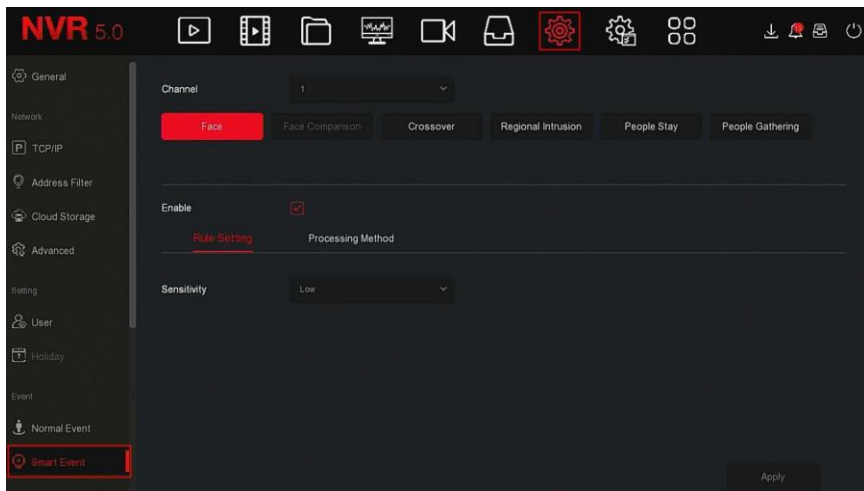 NVR 5.0
General
Network
TCP/IP
Address Filter
Cloud Storage
Advanced
Setting
User
Holiday
Event
Normal Event
Smart Event
Channel 1
Face Face Comparison Crossover Regional Intrusion People Stay People Gathering
Enable
Rule Setting Processing Method
Sensitivity Low
Apply